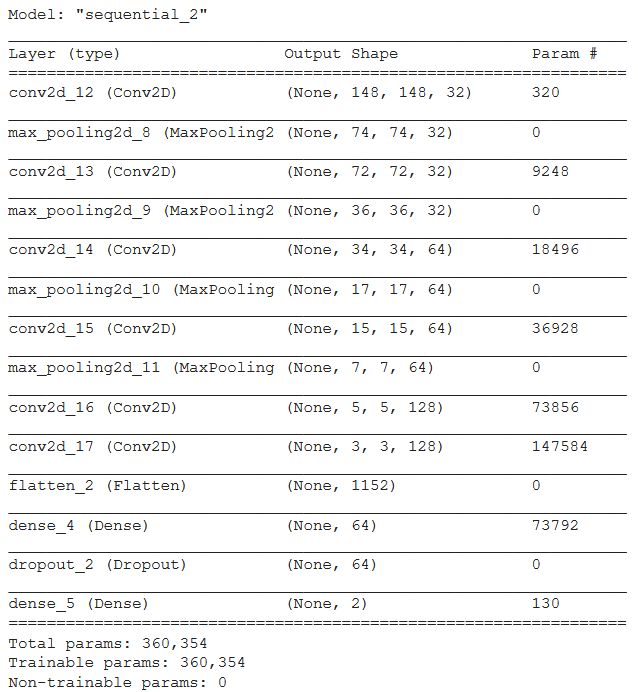 Model: "sequential_2"
Layer (type) Output Shape Param #
conv2d_12 (Conv2D) (None, 148, 148, 32) 320
max_pooling2d_8 (MaxPooling2 (None, 74, 74, 32) 0
conv2d_13 (Conv2D) (None, 72, 72, 32) 9248
max_pooling2d_9 (MaxPooling2 (None, 36, 36, 32) 0
conv2d_14 (Conv2D) (None, 34, 34, 64) 18496
max_pooling2d_10 (MaxPooling (None, 17, 17, 64) 0
conv2d_15 (Conv2D) (None, 15, 15, 64) 36928
max_pooling2d_11 (MaxPooling (None, 7, 7, 64) 0
conv2d_16 (Conv2D) (None, 5, 5, 128) 73856
conv2d_17 (Conv2D) (None, 3, 3, 128) 147584
flatten_2 (Flatten) (None, 1152) 0
dense_4 (Dense) (None, 64) 73792
dropout_2 (Dropout) (None, 64) 0
dense_5 (Dense) (None, 2) 130
Total params: 360,354
Trainable params: 360,354
Non-trainable params: 0